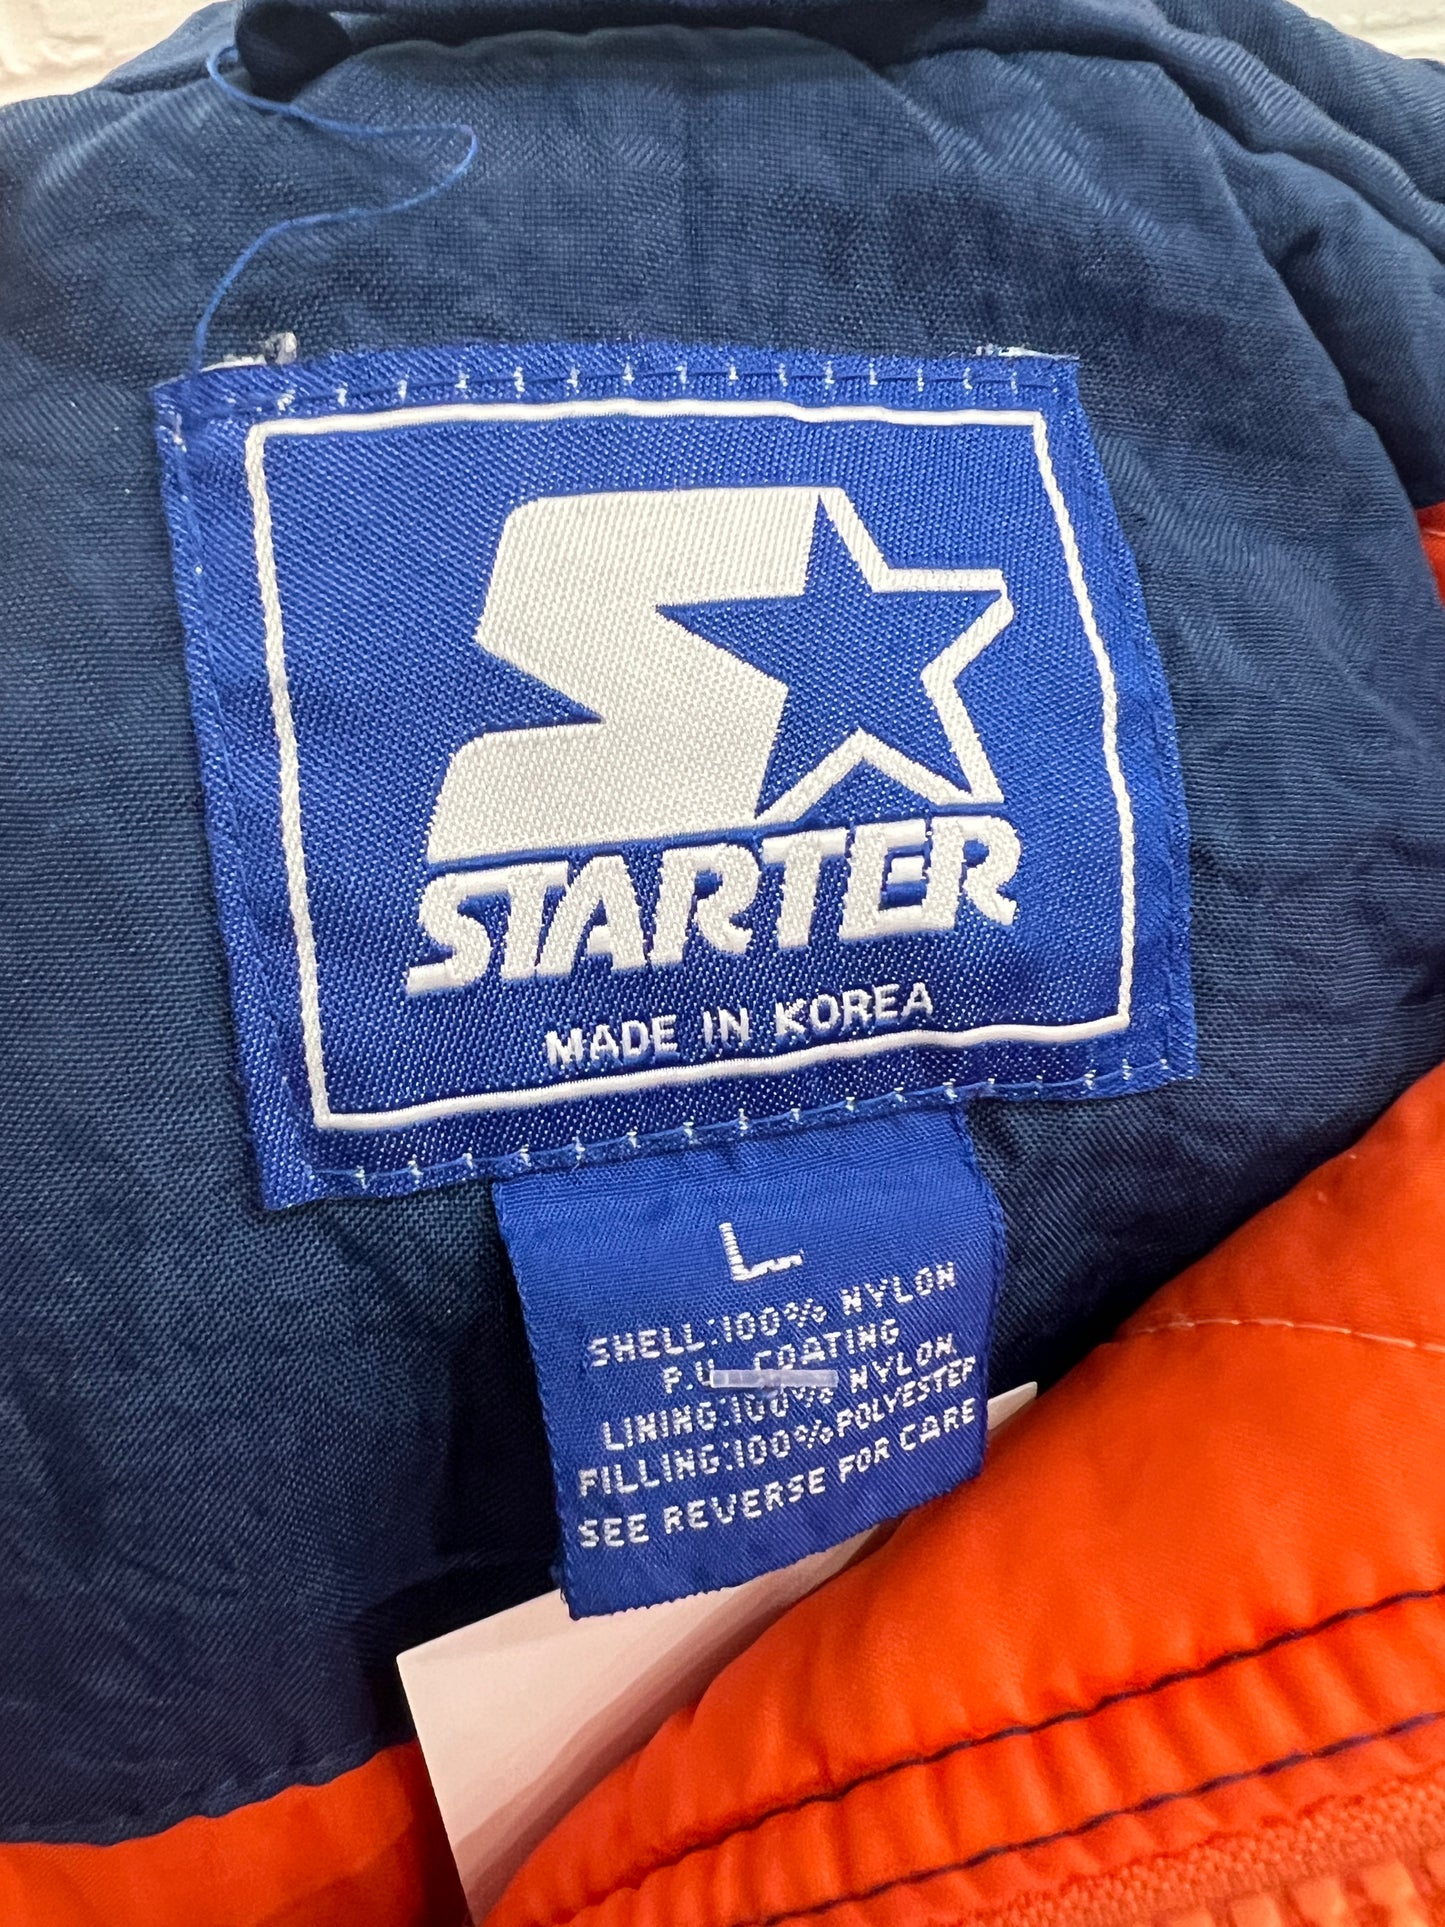 STARTER
MADE IN KOREA
L
SHELL:100% NYLON
P.U. COATING
LINING:100% NYLON
FILLING:100%POLYESTER
SEE REVERSE FOR CARE